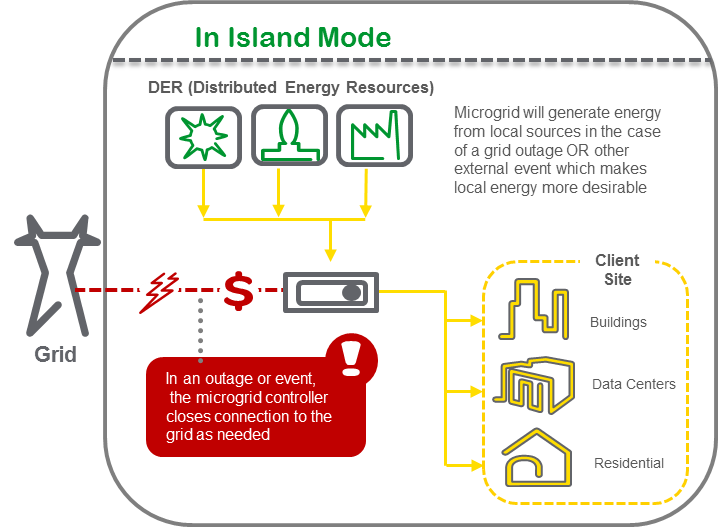 In Island Mode
DER (Distributed Energy Resources)
Microgrid will generate energy
from local sources in the case
of a grid outage OR other
external event which makes
local energy more desirable
Grid
$
Client
Site
Buildings
Data Centers
Residential
!
In an outage or event,
the microgrid controller
closes connection to the
grid as needed